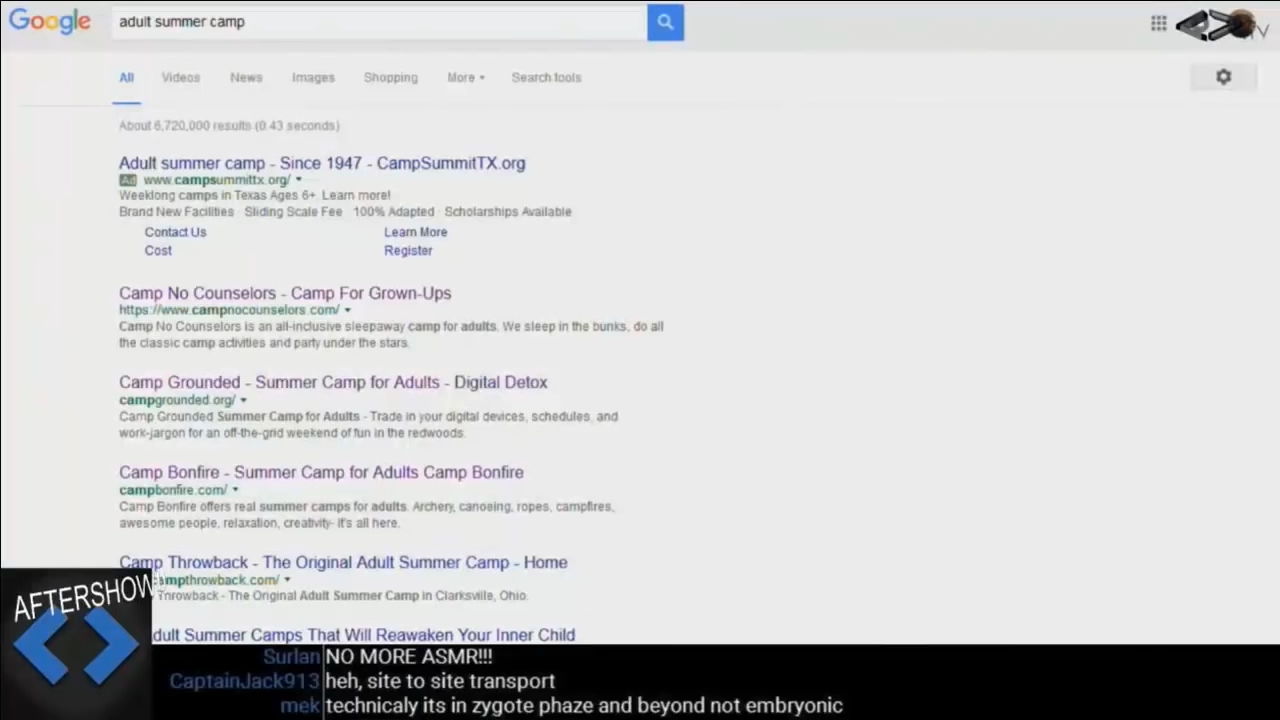 Google
adult summer camp
TV
All Videos News Images Shopping More Search tools
About 6,720,000 results (0.43 seconds)
Adult summer camp - Since 1947 - CampSummitTX.org
Ad www.campsummittx.org/
Weeklong camps in Texas Ages 6+ Learn more!
Brand New Facilities Sliding Scale Fee 100% Adapted Scholarships Available
Contact Us Learn More
Cost Register
Camp No Counselors - Camp For Grown-Ups
https://www.campnocounselors.com/
Camp No Counselors is an all-inclusive sleepaway camp for adults. We sleep in the bunks, do all
the classic camp activities and party under the stars.
Camp Grounded - Summer Camp for Adults - Digital Detox
campgrounded.org/
Camp Grounded Summer Camp for Adults - Trade in your digital devices, schedules, and
work-jargon for an off-the-grid weekend of fun in the redwoods.
Camp Bonfire - Summer Camp for Adults Camp Bonfire
campbonfire.com/
Camp Bonfire offers real summer camps for adults. Archery, canoeing, ropes, campfires,
awesome people, relaxation, creativity- it's all here.
Camp Throwback - The Original Adult Summer Camp - Home
ampthrowback.com/
Throwback - The Original Adult Summer Camp in Clarksville, Ohio.
dult Summer Camps That Will Reawaken Your Inner Child
AFTERSHOW
Surlan NO MORE ASMR!!!
CaptainJack913 heh, site to site transport
mek technicaly its in zygote phaze and beyond not embryonic